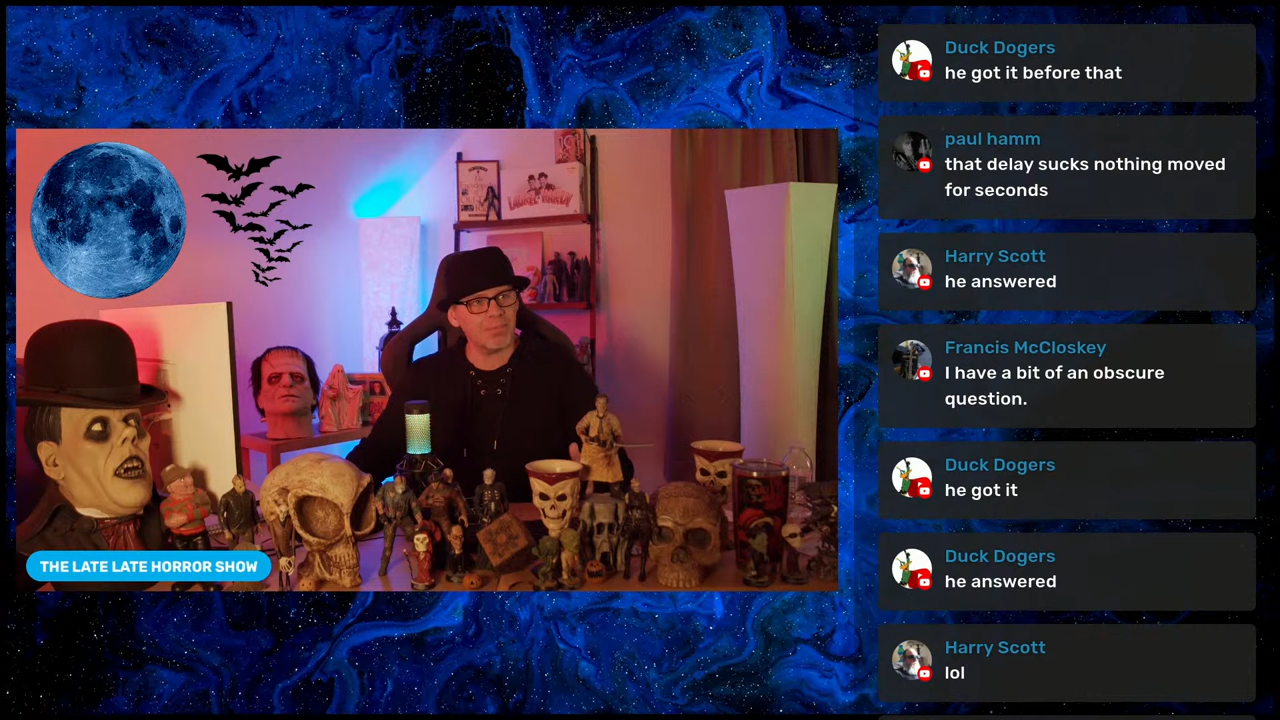 THE LATE LATE HORROR SHOW
LAUREL & HARDY
Duck Dogers
he got it before that
paul hamm
that delay sucks nothing moved
for seconds
Harry Scott
he answered
Francis McCloskey
I have a bit of an obscure
question.
Duck Dogers
he got it
Duck Dogers
he answered
Harry Scott
lol